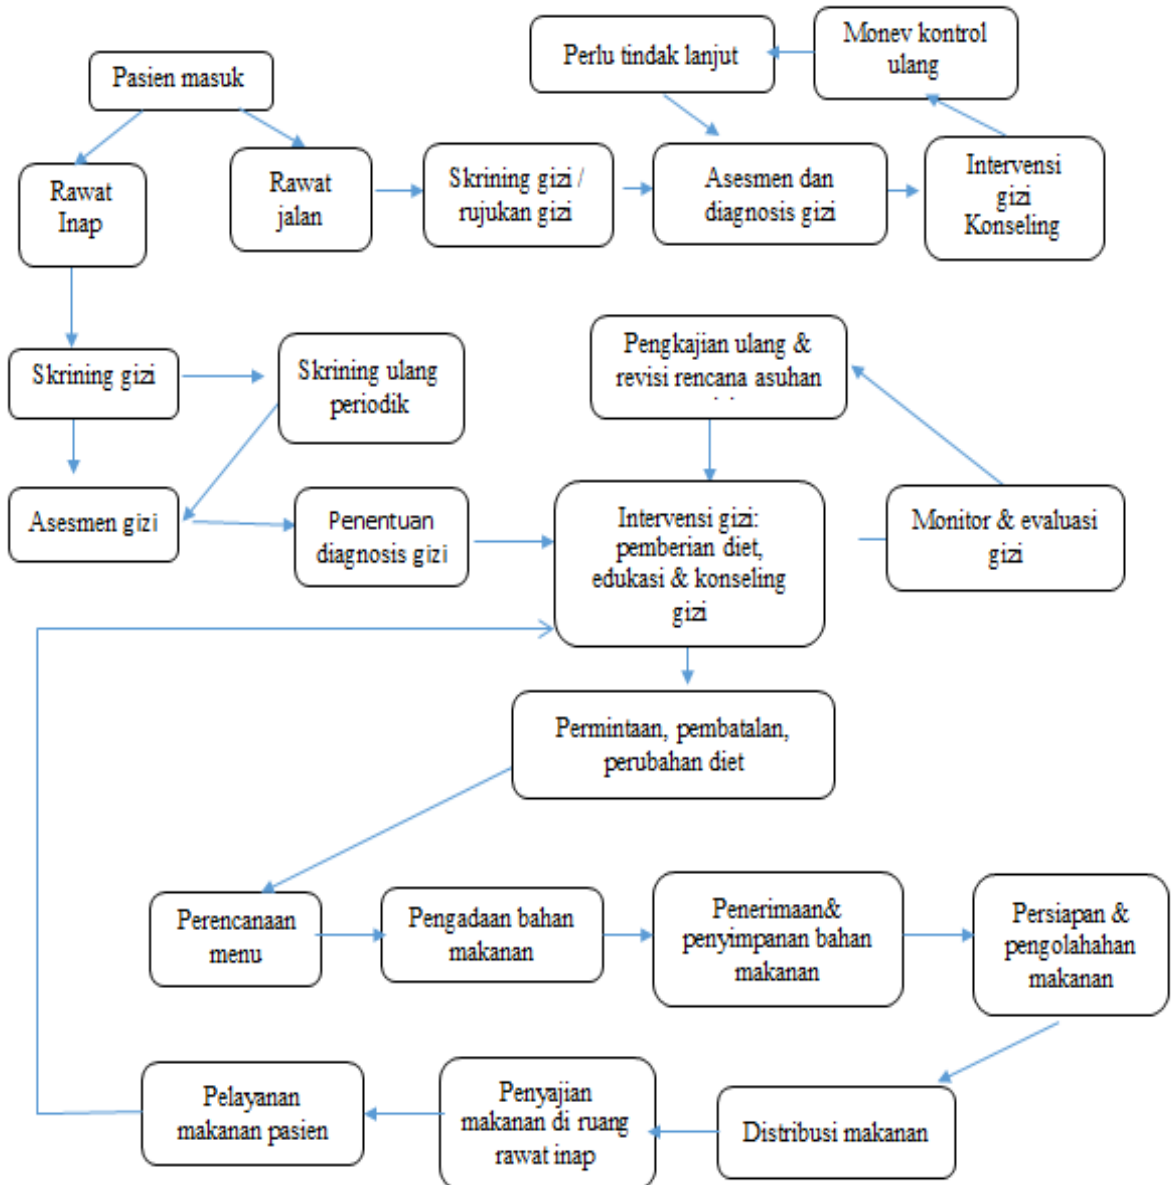 Pasien masuk
Perlu tindak lanjut
Monev kontrol
ulang
Rawat
Inap
Rawat
jalan
Skrining gizi /
rujukan gizi
Asesmen dan
diagnosis gizi
Intervensi
gizi
Konseling
Skrining gizi
Skrining ulang
periodik
Pengkajian ulang &
revisi rencana asuhan
Asesmen gizi
Penentuan
diagnosis gizi
Intervensi gizi:
pemberian diet,
edukasi & konseling
gizi
Monitor & evaluasi
gizi
Permintaan, pembatalan,
perubahan diet
Perencanaan
menu
Pengadaan bahan
makanan
Penerimaan&
penyimpanan bahan
makanan
Persiapan &
pengolahahan
makanan
Pelayanan
makanan pasien
Penyajian
makanan di ruang
rawat inap
Distribusi makanan